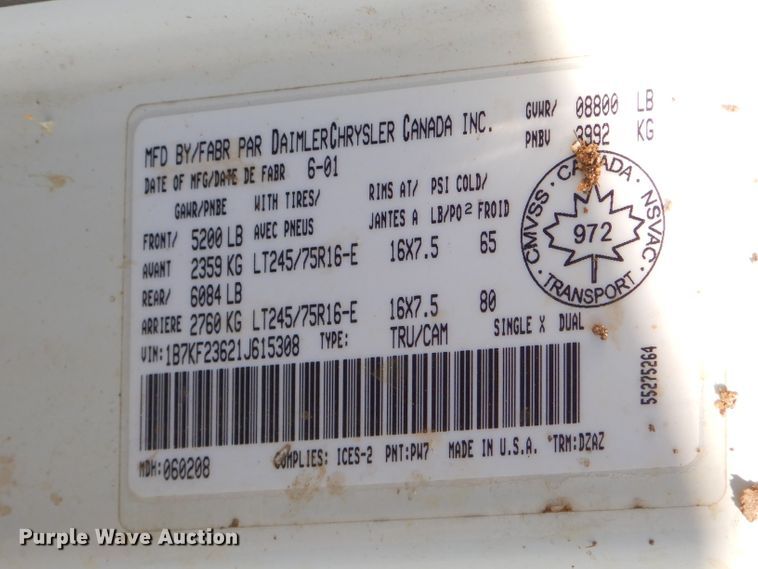 MFD BY/FABR PAR DAIMLERCHRYSLER CANADA INC.
GVWR/ 08800 LB
PNBV 3992 KG
DATE OF MFG/DATE DE FABR 6-01
GAWR/PNBE WITH TIRES/ RIMS AT/ PSI COLD/
AVEC PNEUS JANTES A LB/PO² FROID
FRONT/ 5200 LB
AVANT 2359 KG LT245/75R16-E 16X7.5 65
REAR/ 6084 LB
ARRIERE 2760 KG LT245/75R16-E 16X7.5 80
SINGLE X DUAL
VIN: 1B7KF23621J615308 TYPE: TRU/CAM
CANADA
CMVSS NSVAC
972
TRANSPORT
55275264
MDH: 060208 COMPLIES: ICES-2 PNT:PW7 MADE IN U.S.A. TRM:DZAZ
Purple Wave Auction